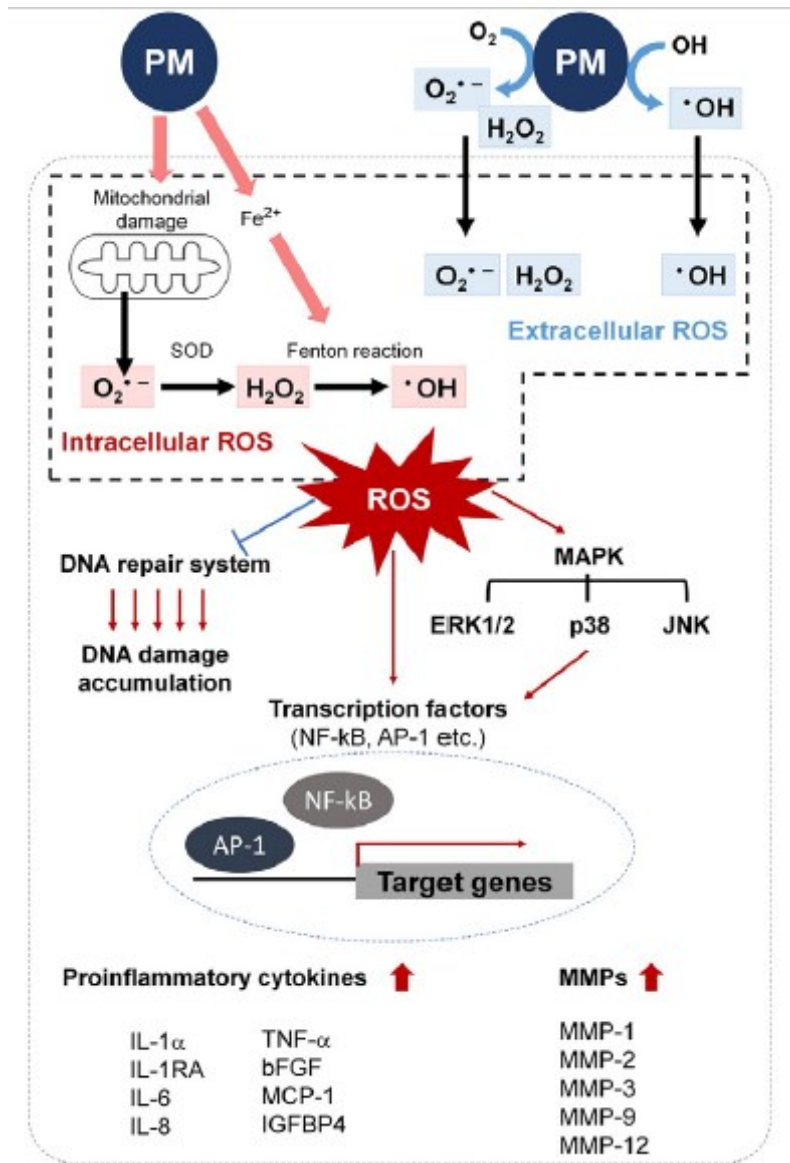 PM
O₂
PM
OH
O₂•⁻
H₂O₂
•OH
Mitochondrial
damage
Fe²⁺
O₂•⁻
H₂O₂
•OH
Extracellular ROS
SOD
Fenton reaction
O₂•⁻
H₂O₂
•OH
Intracellular ROS
ROS
DNA repair system
DNA damage
accumulation
MAPK
ERK1/2
p38
JNK
Transcription factors
(NF-kB, AP-1 etc.)
NF-kB
AP-1
Target genes
Proinflammatory cytokines
IL-1α
IL-1RA
IL-6
IL-8
TNF-α
bFGF
MCP-1
IGFBP4
MMPs
MMP-1
MMP-2
MMP-3
MMP-9
MMP-12